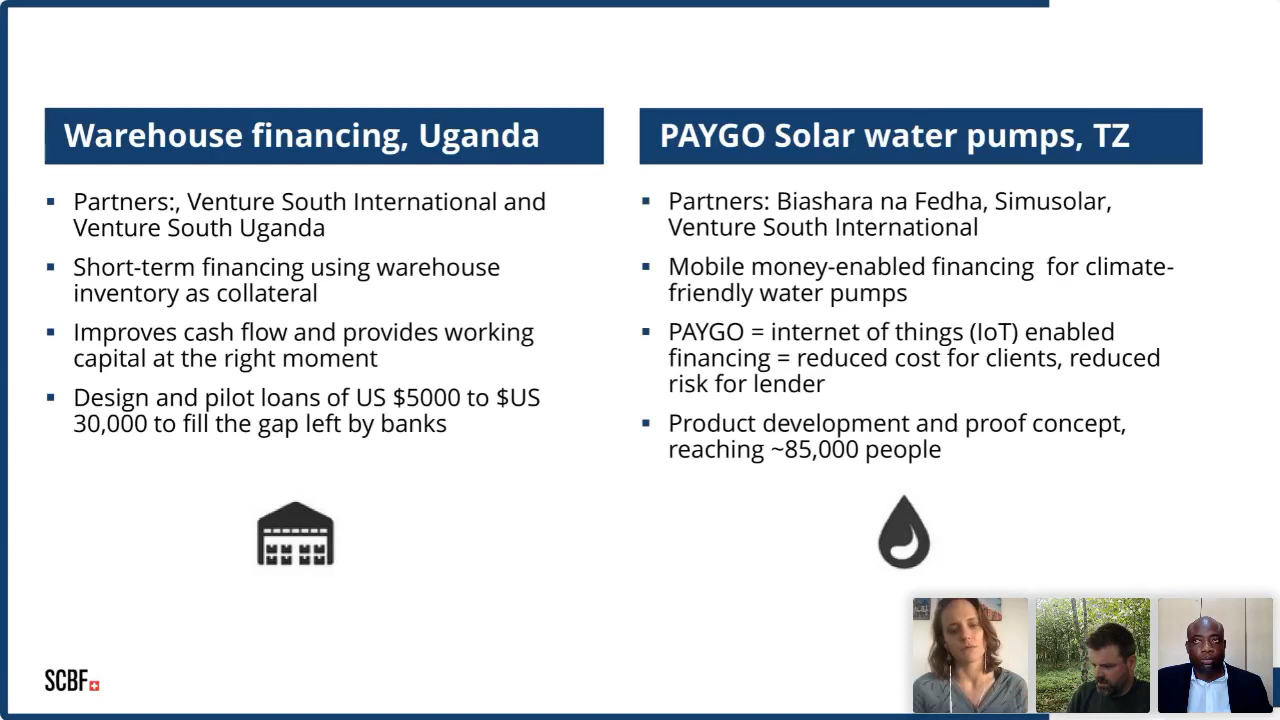 Warehouse financing, Uganda
Partners:, Venture South International and
Venture South Uganda
Short-term financing using warehouse
inventory as collateral
Improves cash flow and provides working
capital at the right moment
Design and pilot loans of US $5000 to $US
30,000 to fill the gap left by banks
PAYGO Solar water pumps, TZ
Partners: Biashara na Fedha, Simusolar,
Venture South International
Mobile money-enabled financing  for climate-
friendly water pumps
PAYGO = internet of things (IoT) enabled
financing = reduced cost for clients, reduced
risk for lender
Product development and proof concept,
reaching ~85,000 people
SCBF